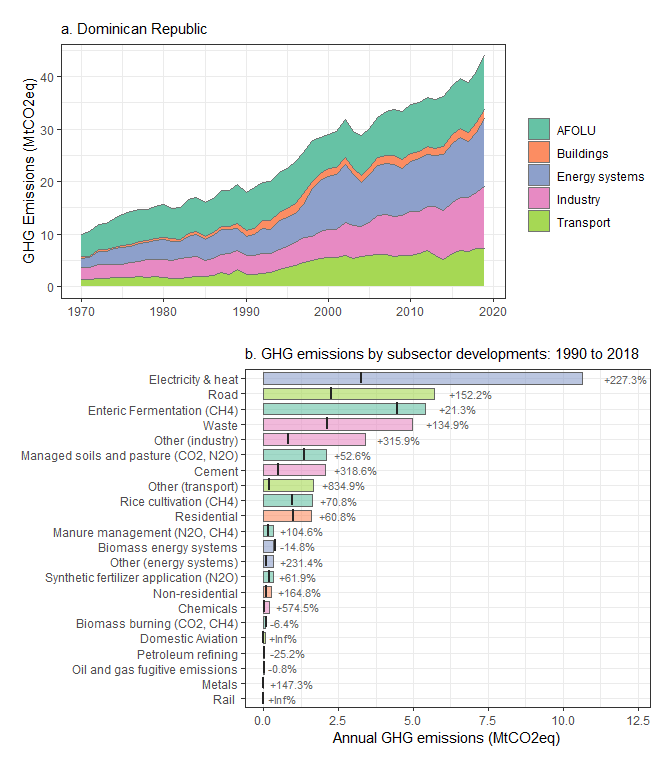 a. Dominican Republic
GHG Emissions (MtCO2eq)
40
30
20
10
0
1970
1980
1990
2000
2010
2020
AFOLU
Buildings
Energy systems
Industry
Transport
b. GHG emissions by subsector developments: 1990 to 2018
Electricity & heat +227.3%
Road +152.2%
Enteric Fermentation (CH4) +21.3%
Waste +134.9%
Other (industry) +315.9%
Managed soils and pasture (CO2, N2O) +52.6%
Cement +318.6%
Other (transport) +834.9%
Rice cultivation (CH4) +70.8%
Residential +60.8%
Manure management (N2O, CH4) +104.6%
Biomass energy systems -14.8%
Other (energy systems) +231.4%
Synthetic fertilizer application (N2O) +61.9%
Non-residential +164.8%
Chemicals +574.5%
Biomass burning (CO2, CH4) -6.4%
Domestic Aviation +Inf%
Petroleum refining -25.2%
Oil and gas fugitive emissions -0.8%
Metals +147.3%
Rail +Inf%
0.0
2.5
5.0
7.5
10.0
12.5
Annual GHG emissions (MtCO2eq)